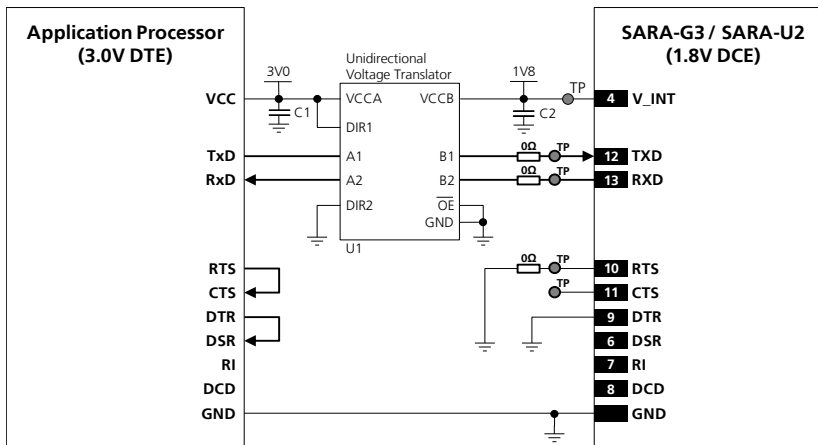 Application Processor
(3.0V DTE)
SARA-G3 / SARA-U2
(1.8V DCE)
Unidirectional
Voltage Translator
3V0
1V8
TP
VCC
VCCA
VCCB
4
V_INT
C1
C2
DIR1
TxD
A1
B1
0Ω
TP
12
TXD
RxD
A2
B2
0Ω
TP
13
RXD
DIR2
OE
GND
U1
RTS
0Ω
TP
10
RTS
CTS
TP
11
CTS
DTR
9
DTR
DSR
6
DSR
RI
7
RI
DCD
8
DCD
GND
GND